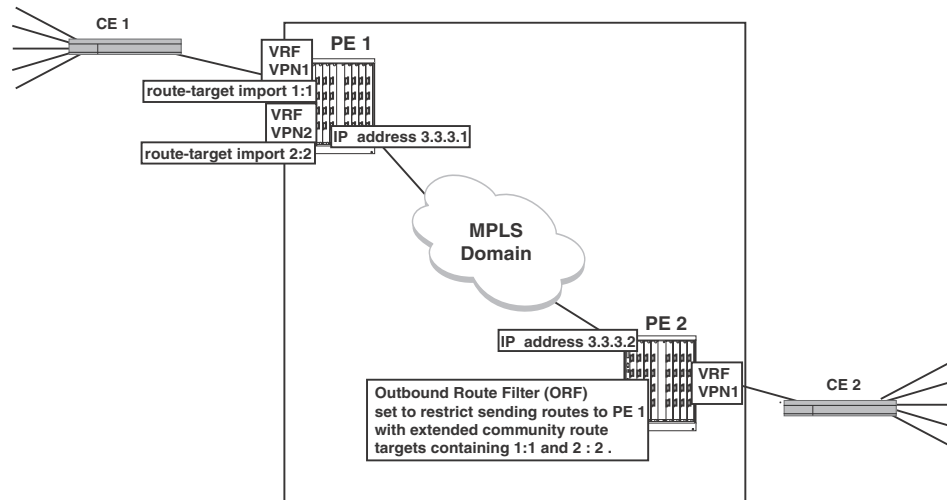 CE 1
PE 1
VRF
VPN1
route-target import 1:1
VRF
VPN2
IP address 3.3.3.1
route-target import 2:2
MPLS
Domain
PE 2
IP address 3.3.3.2
VRF
VPN1
CE 2
Outbound Route Filter (ORF)
set to restrict sending routes to PE 1
with extended community route
targets containing 1:1 and 2 : 2 .